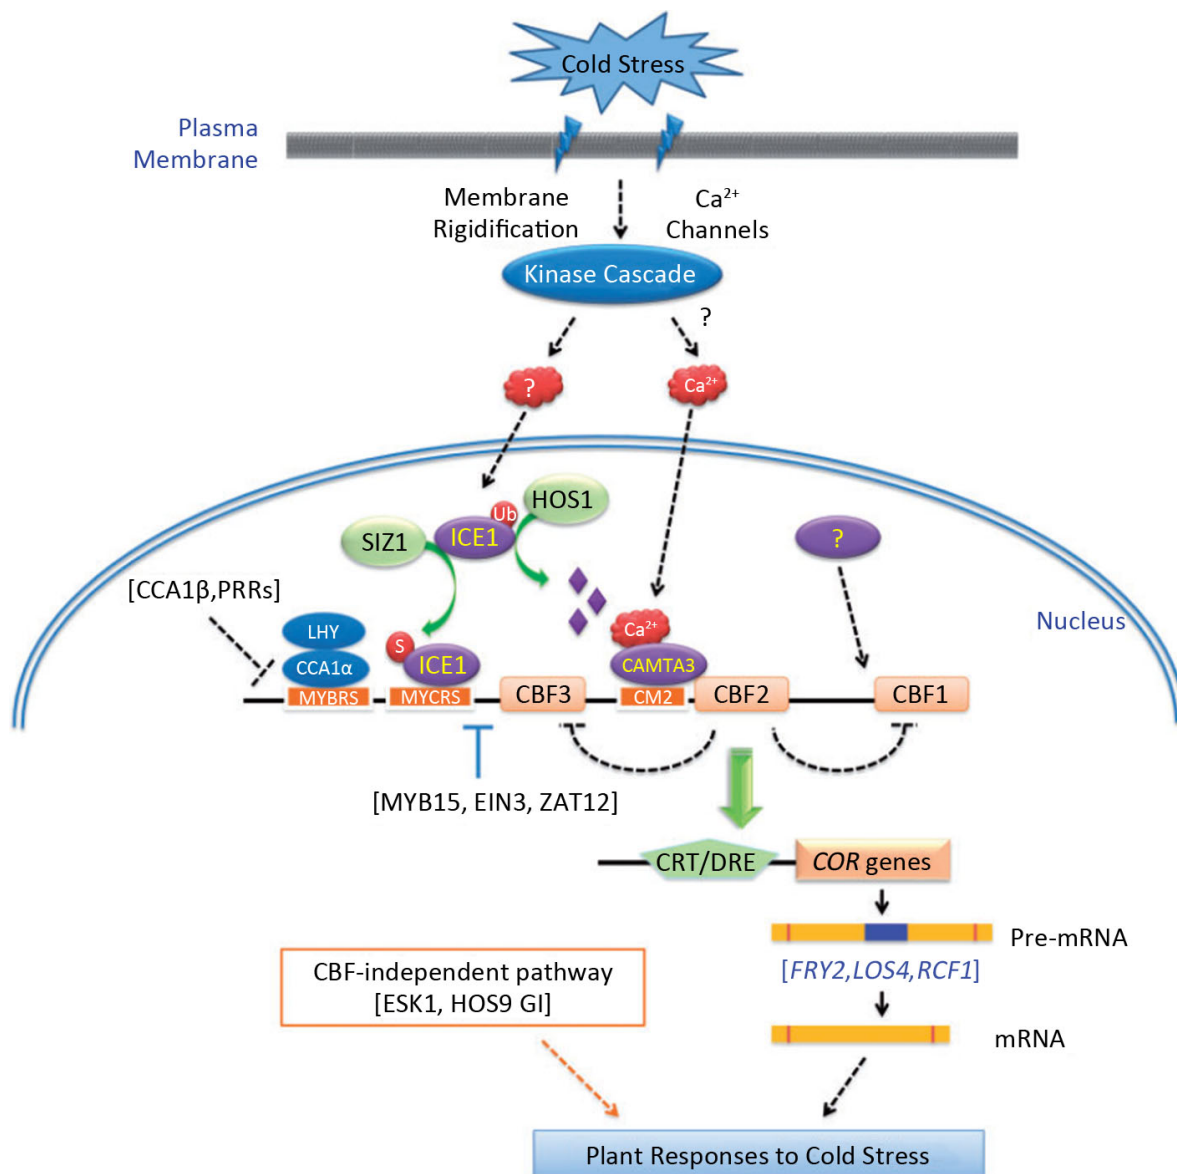 Cold Stress
Plasma
Membrane
Membrane
Rigidification
Ca²⁺
Channels
Kinase Cascade
?
?
Ca²⁺
HOS1
Ub
ICE1
SIZ1
?
[CCA1β,PRRs]
Nucleus
LHY
CCA1α
MYBRS
S
ICE1
MYCRS
CBF3
Ca²⁺
CAMTA3
CM2
CBF2
CBF1
[MYB15, EIN3, ZAT12]
CRT/DRE
COR genes
Pre-mRNA
[FRY2,LOS4,RCF1]
mRNA
CBF-independent pathway
[ESK1, HOS9 GI]
Plant Responses to Cold Stress